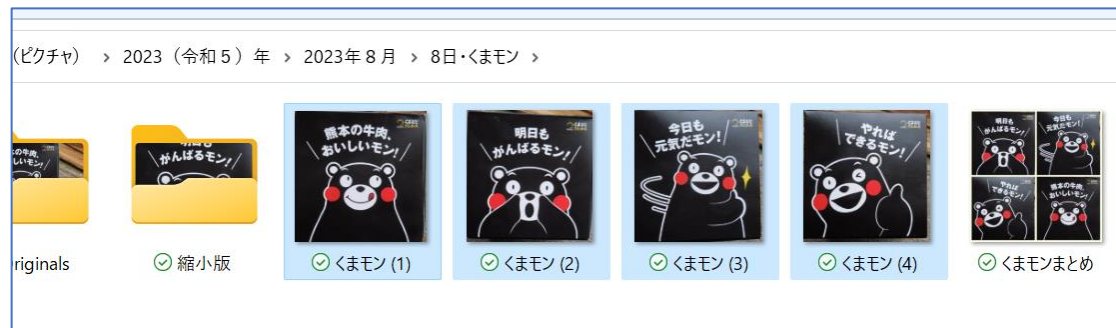 (ピクチャ) › 2023（令和５）年 › 2023年８月 › 8日・くまモン ›
熊本の牛肉、
おいしいモン!
明日も
がんばるモン!
今日も
元気だモン!
やれば
できるモン!
明日も
がんばるモン!
今日も
元気だモン!
やれば
できるモン!
熊本の牛肉、
おいしいモン!
がんばるモン!
riginals
縮小版
くまモン (1)
くまモン (2)
くまモン (3)
くまモン (4)
くまモンまとめ